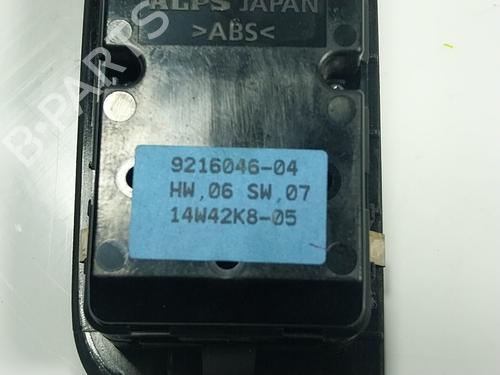 ALPS JAPAN
>ABS<
9216046-04
HW,06 SW,07
14W42K8-05
B-PARTS